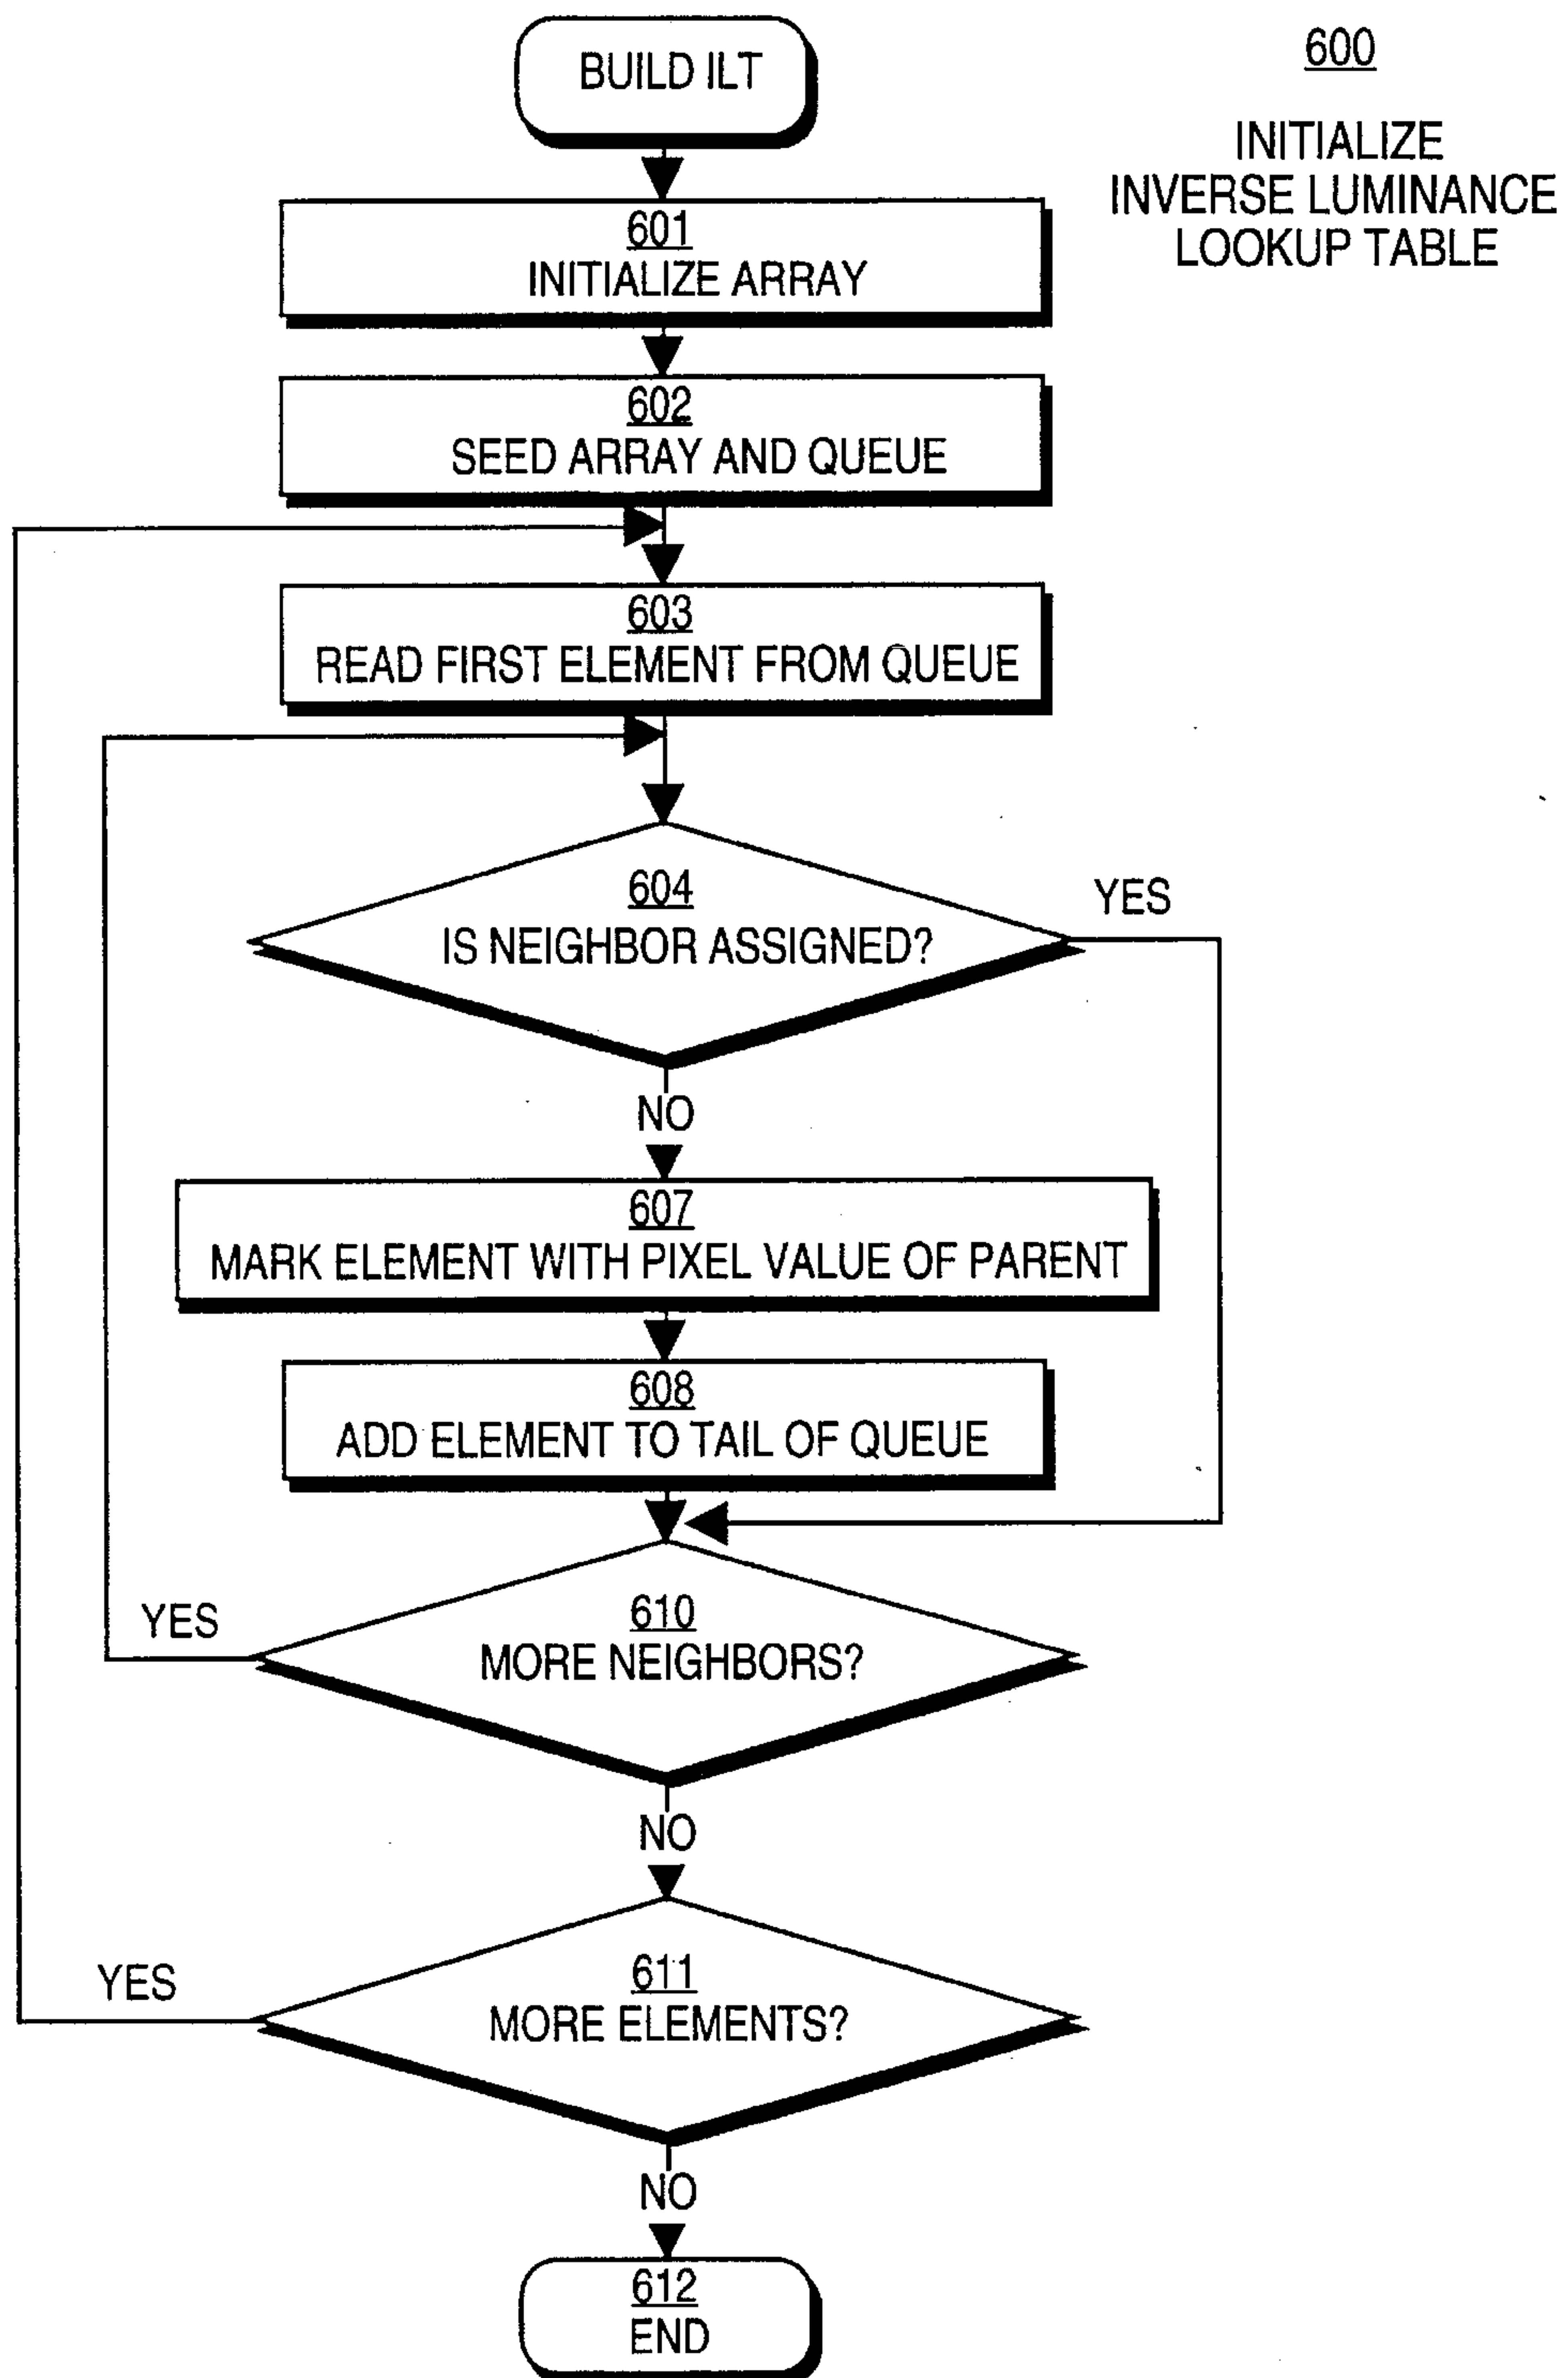 BUILD ILT
600
INITIALIZE
INVERSE LUMINANCE
LOOKUP TABLE
601
INITIALIZE ARRAY
602
SEED ARRAY AND QUEUE
603
READ FIRST ELEMENT FROM QUEUE
604
IS NEIGHBOR ASSIGNED?
YES
NO
607
MARK ELEMENT WITH PIXEL VALUE OF PARENT
608
ADD ELEMENT TO TAIL OF QUEUE
610
MORE NEIGHBORS?
YES
NO
611
MORE ELEMENTS?
YES
NO
612
END